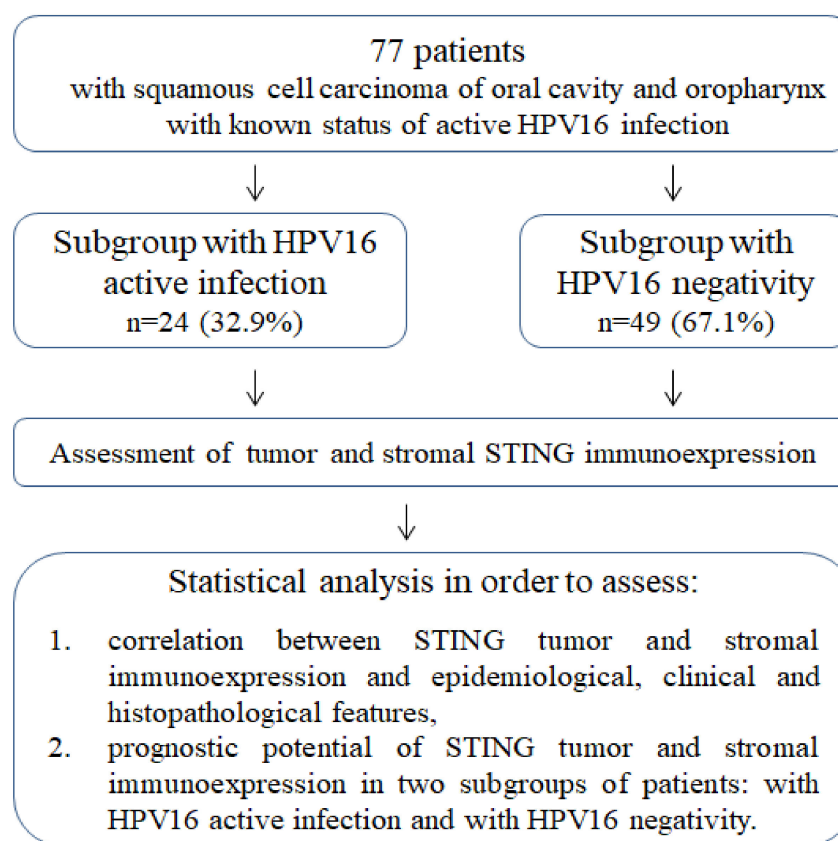 77 patients
with squamous cell carcinoma of oral cavity and oropharynx
with known status of active HPV16 infection
Subgroup with HPV16
active infection
n=24 (32.9%)
Subgroup with
HPV16 negativity
n=49 (67.1%)
Assessment of tumor and stromal STING immunoexpression
Statistical analysis in order to assess:
1. correlation between STING tumor and stromal
immunoexpression and epidemiological, clinical and
histopathological features,
2. prognostic potential of STING tumor and stromal
immunoexpression in two subgroups of patients: with
HPV16 active infection and with HPV16 negativity.